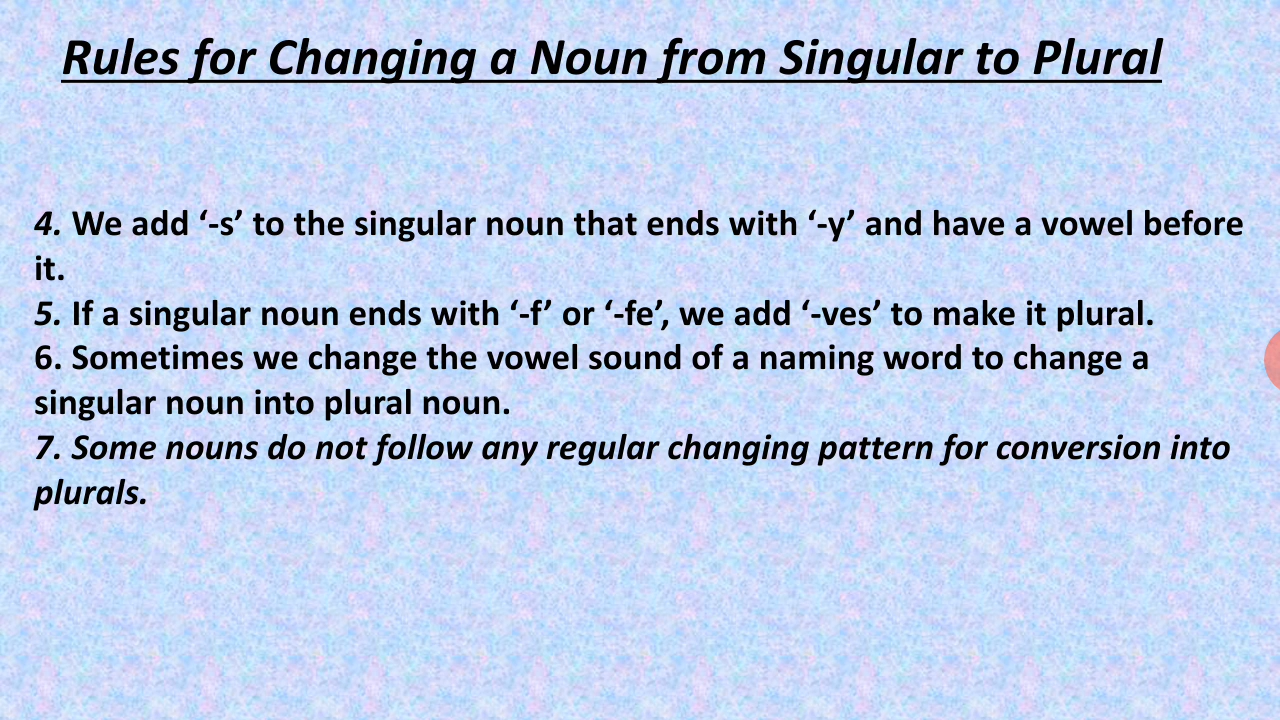 Rules for Changing a Noun from Singular to Plural
4. We add ‘-s’ to the singular noun that ends with ‘-y’ and have a vowel before
it.
5. If a singular noun ends with ‘-f’ or ‘-fe’, we add ‘-ves’ to make it plural.
6. Sometimes we change the vowel sound of a naming word to change a
singular noun into plural noun.
7. Some nouns do not follow any regular changing pattern for conversion into
plurals.